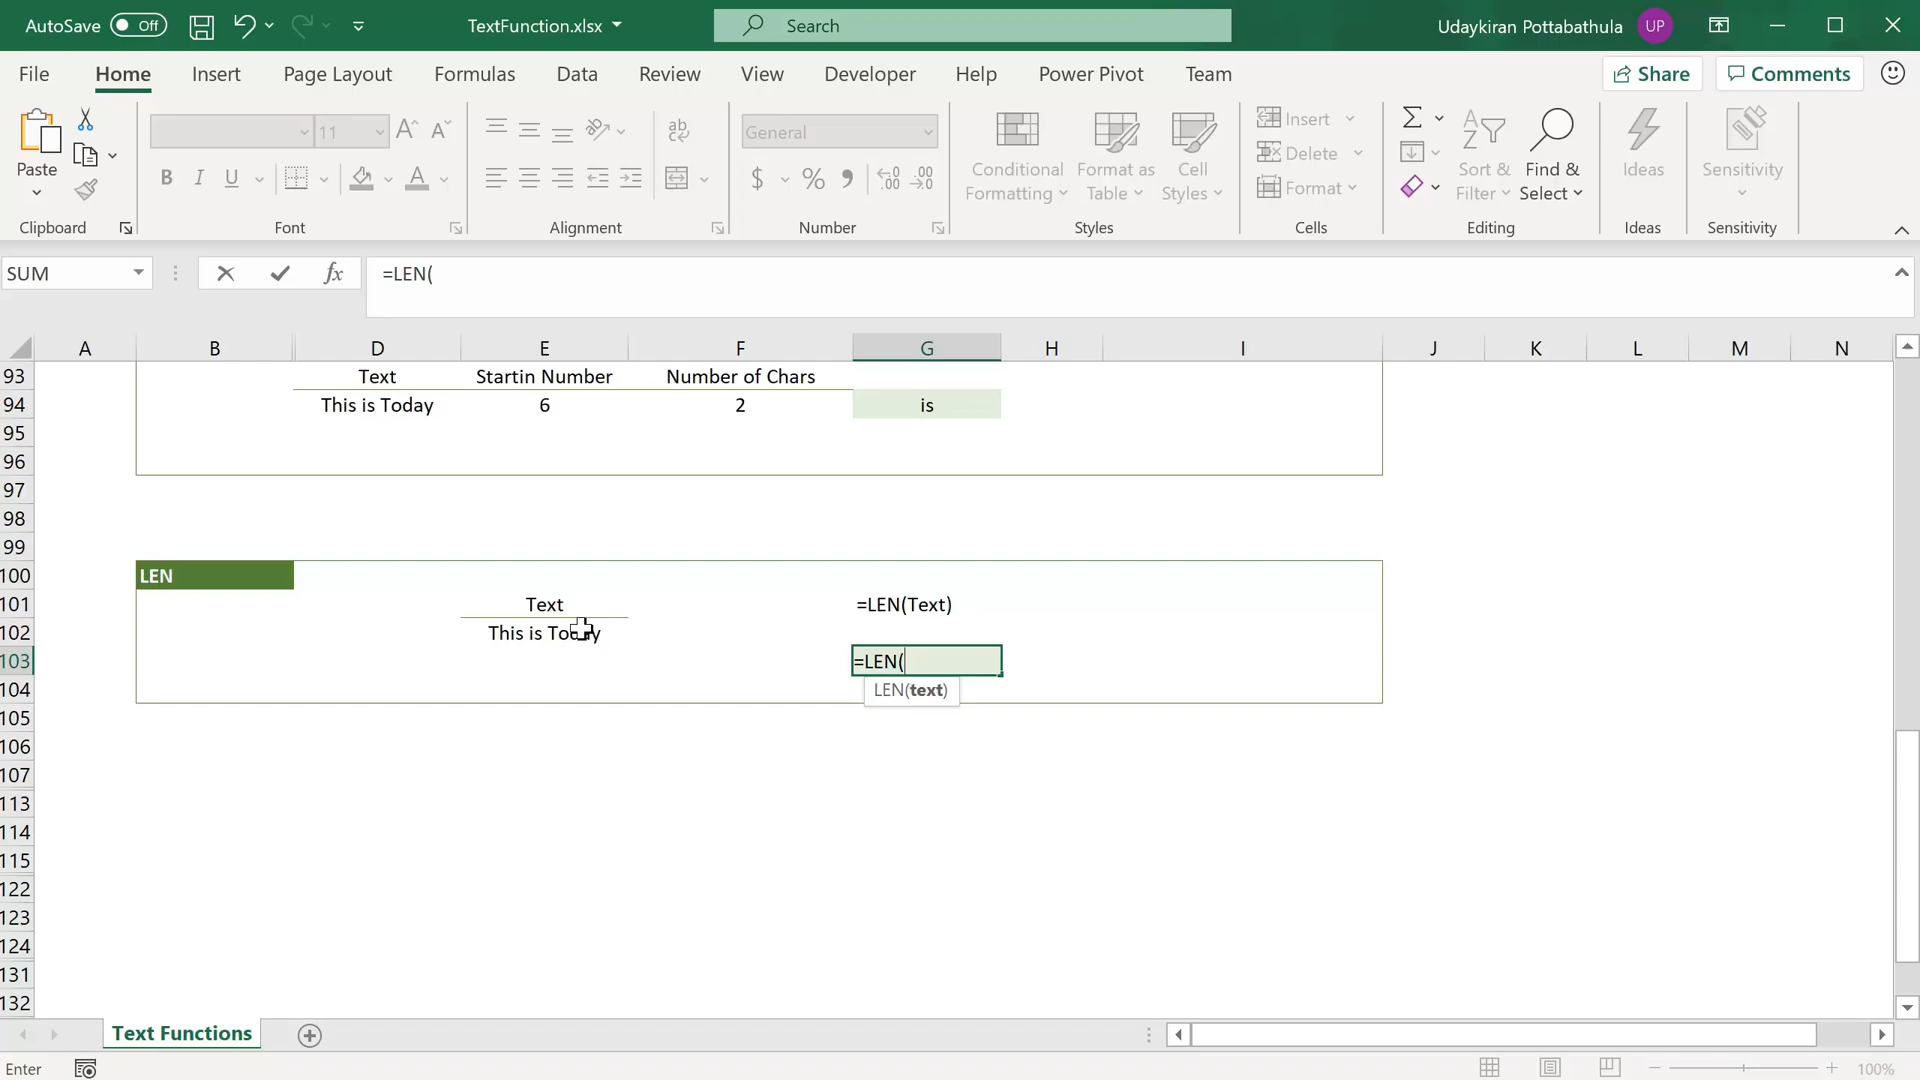 AutoSave Off TextFunction.xlsx Search Udaykiran Pottabathula UP
File Home Insert Page Layout Formulas Data Review View Developer Help Power Pivot Team Share Comments
Paste
11
General
B I U
$ % ,
Conditional Formatting
Format as Table
Cell Styles
Insert
Delete
Format
Sort & Filter
Find & Select
Ideas
Sensitivity
Clipboard Font Alignment Number Styles Cells Editing Ideas Sensitivity
SUM fx =LEN(
A B D E F G H I J K L M N
93 Text Startin Number Number of Chars
94 This is Today 6 2 is
95
96
97
98
99
100 LEN
101 Text =LEN(Text)
102 This is Today
103 =LEN(
104 LEN(text)
105
106
107
113
114
115
122
123
124
131
132
Text Functions
Enter 100%